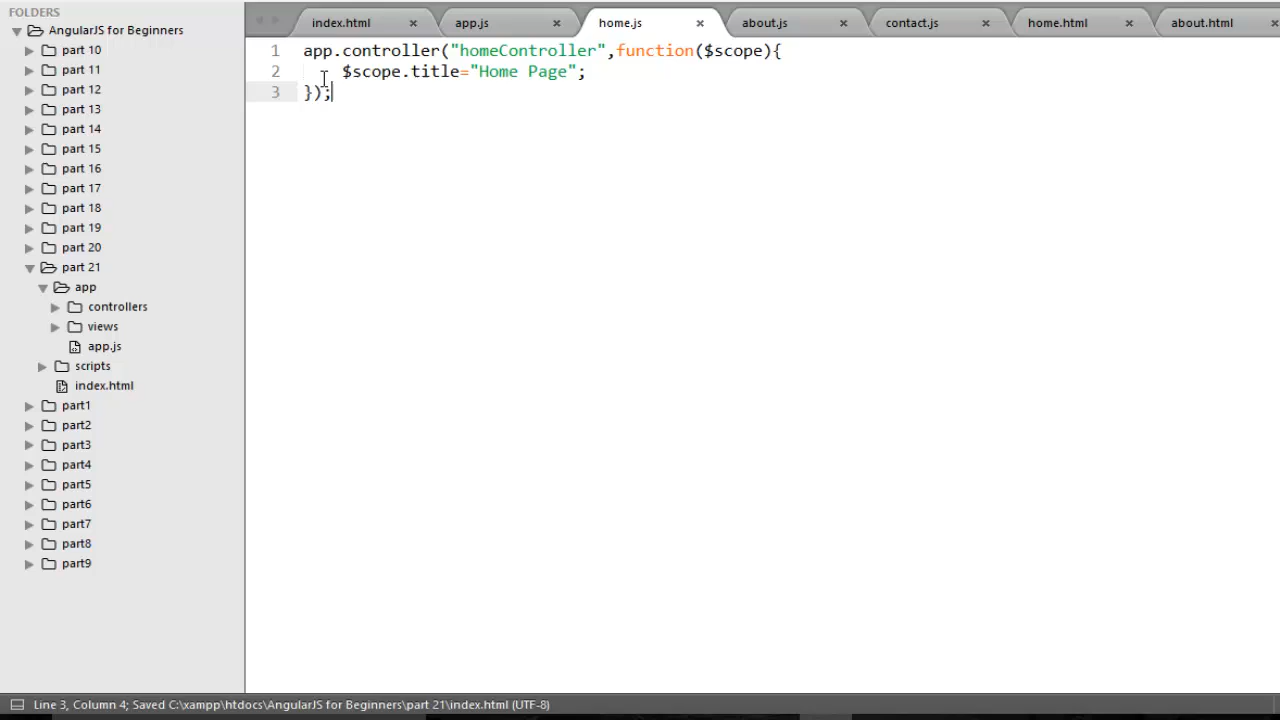 FOLDERS
AngularJS for Beginners
part 10
part 11
part 12
part 13
part 14
part 15
part 16
part 17
part 18
part 19
part 20
part 21
app
controllers
views
app.js
scripts
index.html
part1
part2
part3
part4
part5
part6
part7
part8
part9
index.html
app.js
home.js
about.js
contact.js
home.html
about.html
1 app.controller("homeController",function($scope){
2 $scope.title="Home Page";
3 });
Line 3, Column 4; Saved C:\xampp\htdocs\AngularJS for Beginners\part 21\index.html (UTF-8)